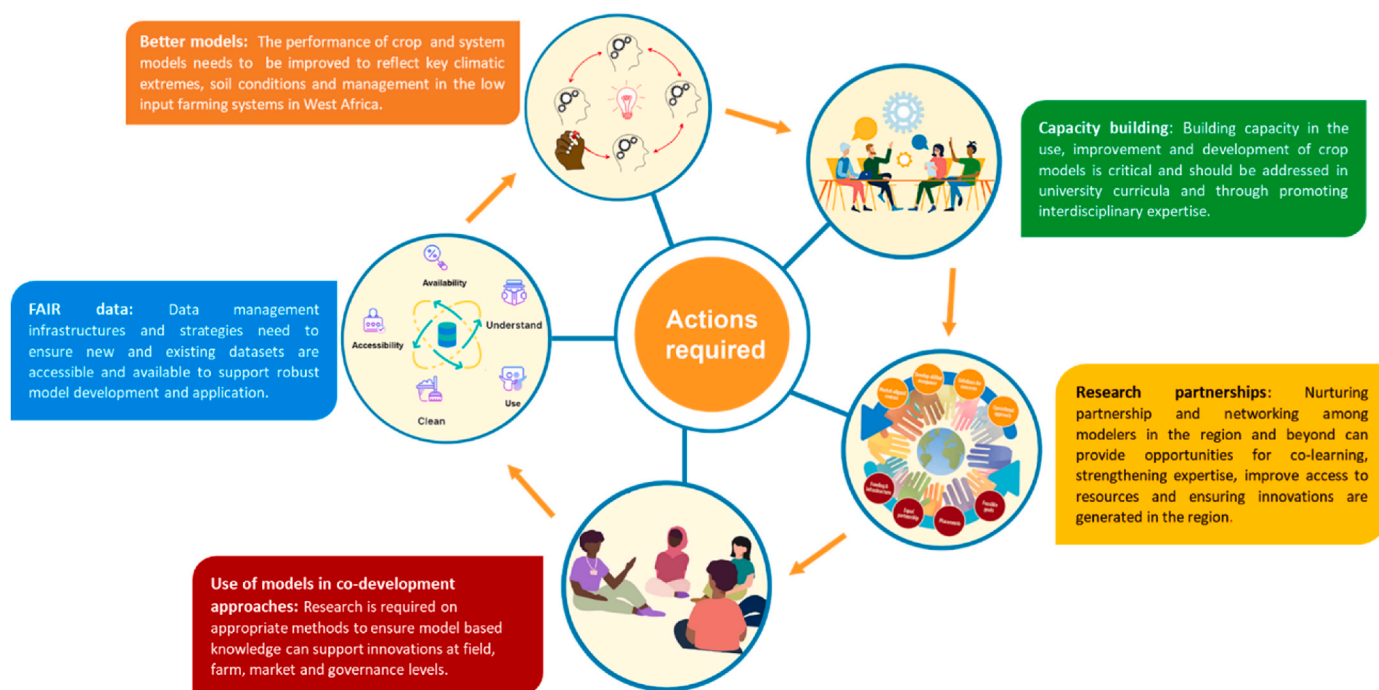 Better models: The performance of crop and system
models needs to be improved to reflect key climatic
extremes, soil conditions and management in the low
input farming systems in West Africa.
Capacity building: Building capacity in the
use, improvement and development of crop
models is critical and should be addressed in
university curricula and through promoting
interdisciplinary expertise.
FAIR data: Data management
infrastructures and strategies need to
ensure new and existing datasets are
accessible and available to support robust
model development and application.
Availability
Understand
Accessibility
Use
Clean
Actions
required
Research partnerships: Nurturing
partnership and networking among
modelers in the region and beyond can
provide opportunities for co-learning,
strengthening expertise, improve access to
resources and ensuring innovations are
generated in the region.
Funding &
infrastructure
Equal
partnership
Placements
Feasible
goals
Use of models in co-development
approaches: Research is required on
appropriate methods to ensure model based
knowledge can support innovations at field,
farm, market and governance levels.